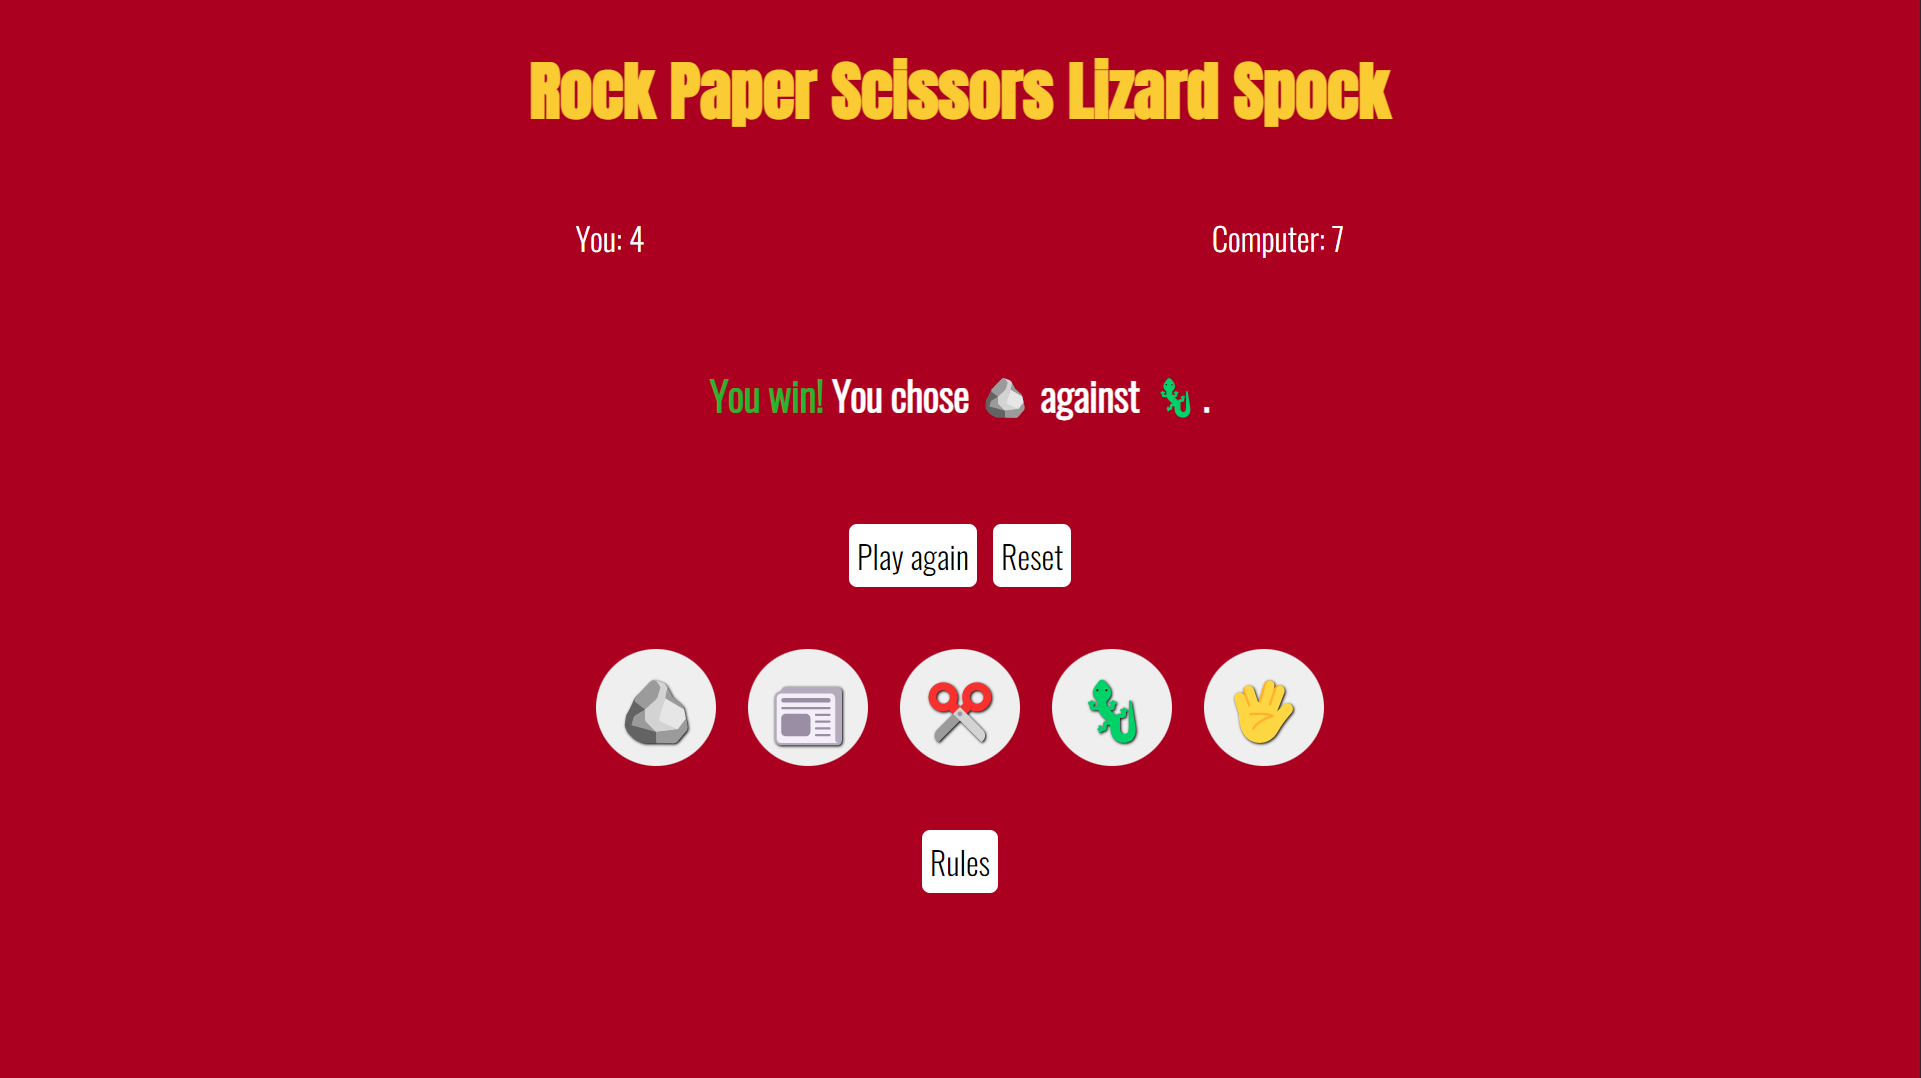 Rock Paper Scissors Lizard Spock
You: 4 Computer: 7
You win! You chose 🪨 against 🦎.
Play again Reset
Rules